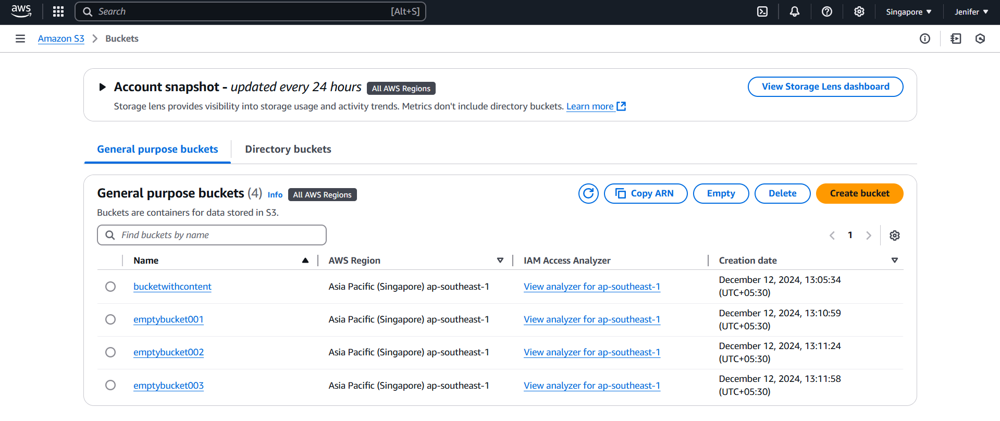 aws
Search [Alt+S] Singapore Jenifer
Amazon S3 Buckets
Account snapshot - updated every 24 hours All AWS Regions
View Storage Lens dashboard
Storage lens provides visibility into storage usage and activity trends. Metrics don't include directory buckets. Learn more
General purpose buckets Directory buckets
General purpose buckets (4) Info All AWS Regions
Copy ARN Empty Delete Create bucket
Buckets are containers for data stored in S3.
Find buckets by name
1
Name AWS Region IAM Access Analyzer Creation date
bucketwithcontent Asia Pacific (Singapore) ap-southeast-1 View analyzer for ap-southeast-1 December 12, 2024, 13:05:34
(UTC+05:30)
emptybucket001 Asia Pacific (Singapore) ap-southeast-1 View analyzer for ap-southeast-1 December 12, 2024, 13:10:59
(UTC+05:30)
emptybucket002 Asia Pacific (Singapore) ap-southeast-1 View analyzer for ap-southeast-1 December 12, 2024, 13:11:24
(UTC+05:30)
emptybucket003 Asia Pacific (Singapore) ap-southeast-1 View analyzer for ap-southeast-1 December 12, 2024, 13:11:58
(UTC+05:30)